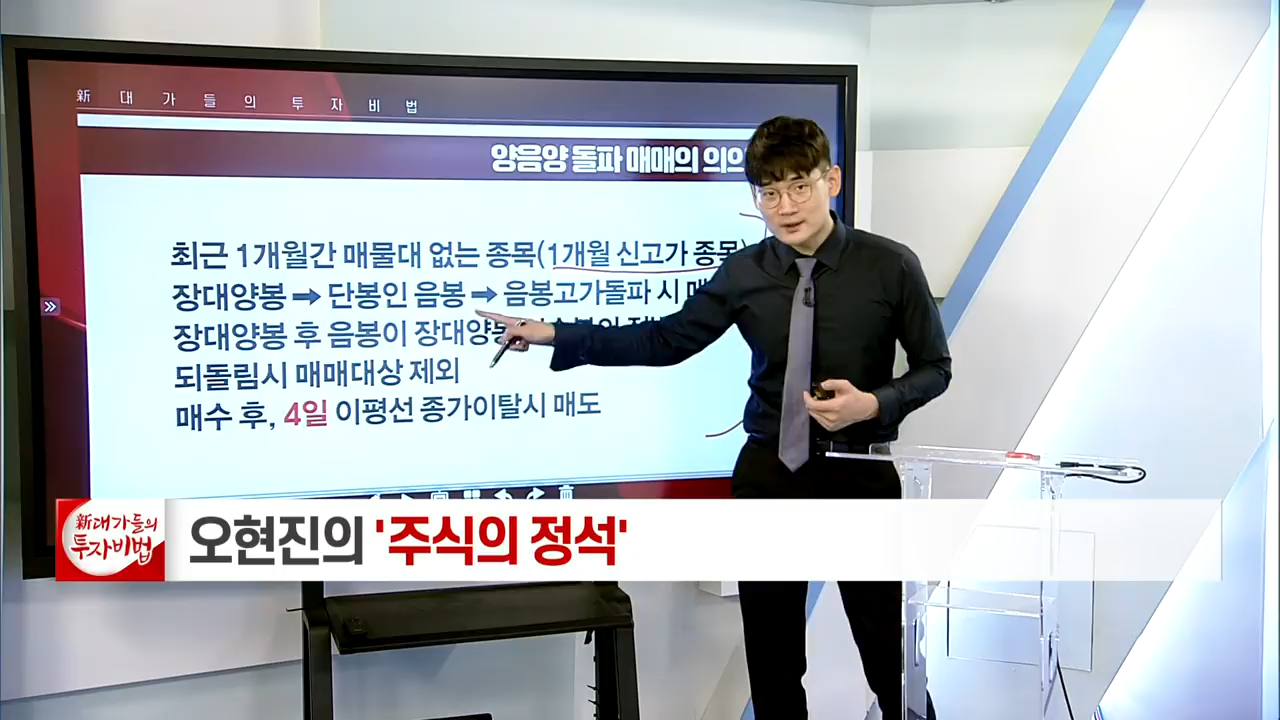 新 대가들의 투자비법
양음양 돌파 매매의 의의
최근 1개월간 매물대 없는 종목(1개월 신고가 종목)
장대양봉 ➡ 단봉인 음봉 ➡ 음봉고가돌파 시
장대양봉 후 음봉이
되돌림시 매매대상 제외
매수 후, 4일 이평선 종가이탈시 매도
新대가들의
투자비법
오현진의 '주식의 정석'